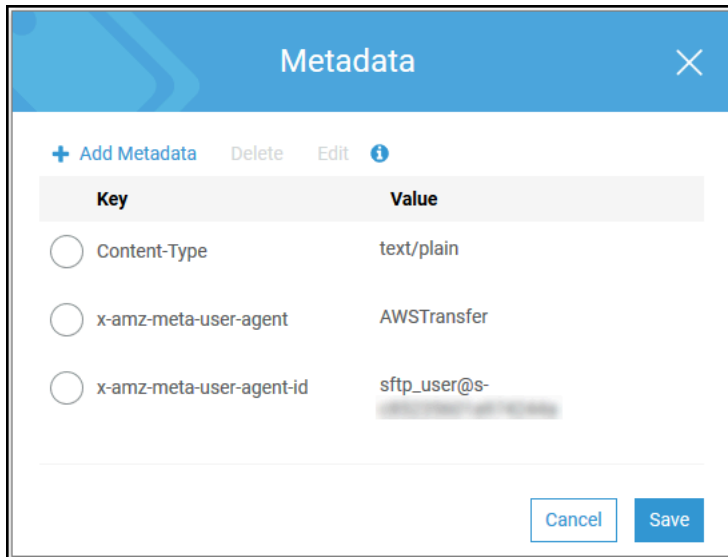 Metadata
Add Metadata Delete Edit
Key Value
Content-Type text/plain
x-amz-meta-user-agent AWSTransfer
x-amz-meta-user-agent-id sftp_user@s-
Cancel Save